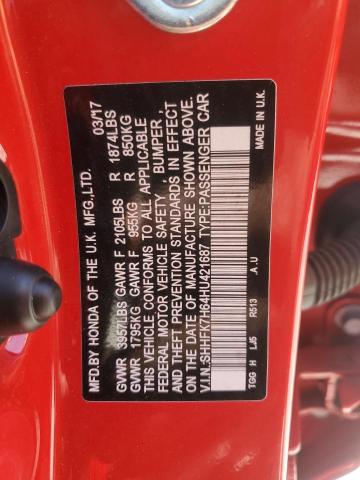 MFD.BY HONDA OF THE U.K. MFG.,LTD. 03/17
GVWR 3957LBS GAWR F 2105LBS R 1874LBS
GVWR 1795KG GAWR F 955KG R 850KG
THIS VEHICLE CONFORMS TO ALL APPLICABLE
FEDERAL MOTOR VEHICLE SAFETY , BUMPER ,
AND THEFT PREVENTION STANDARDS IN EFFECT
ON THE DATE OF MANUFACTURE SHOWN ABOVE.
V.I.N.:SHHFK7H64HU421687 TYPE:PASSENGER CAR
TGG H LJ5 R513 .A.U MADE IN U.K.